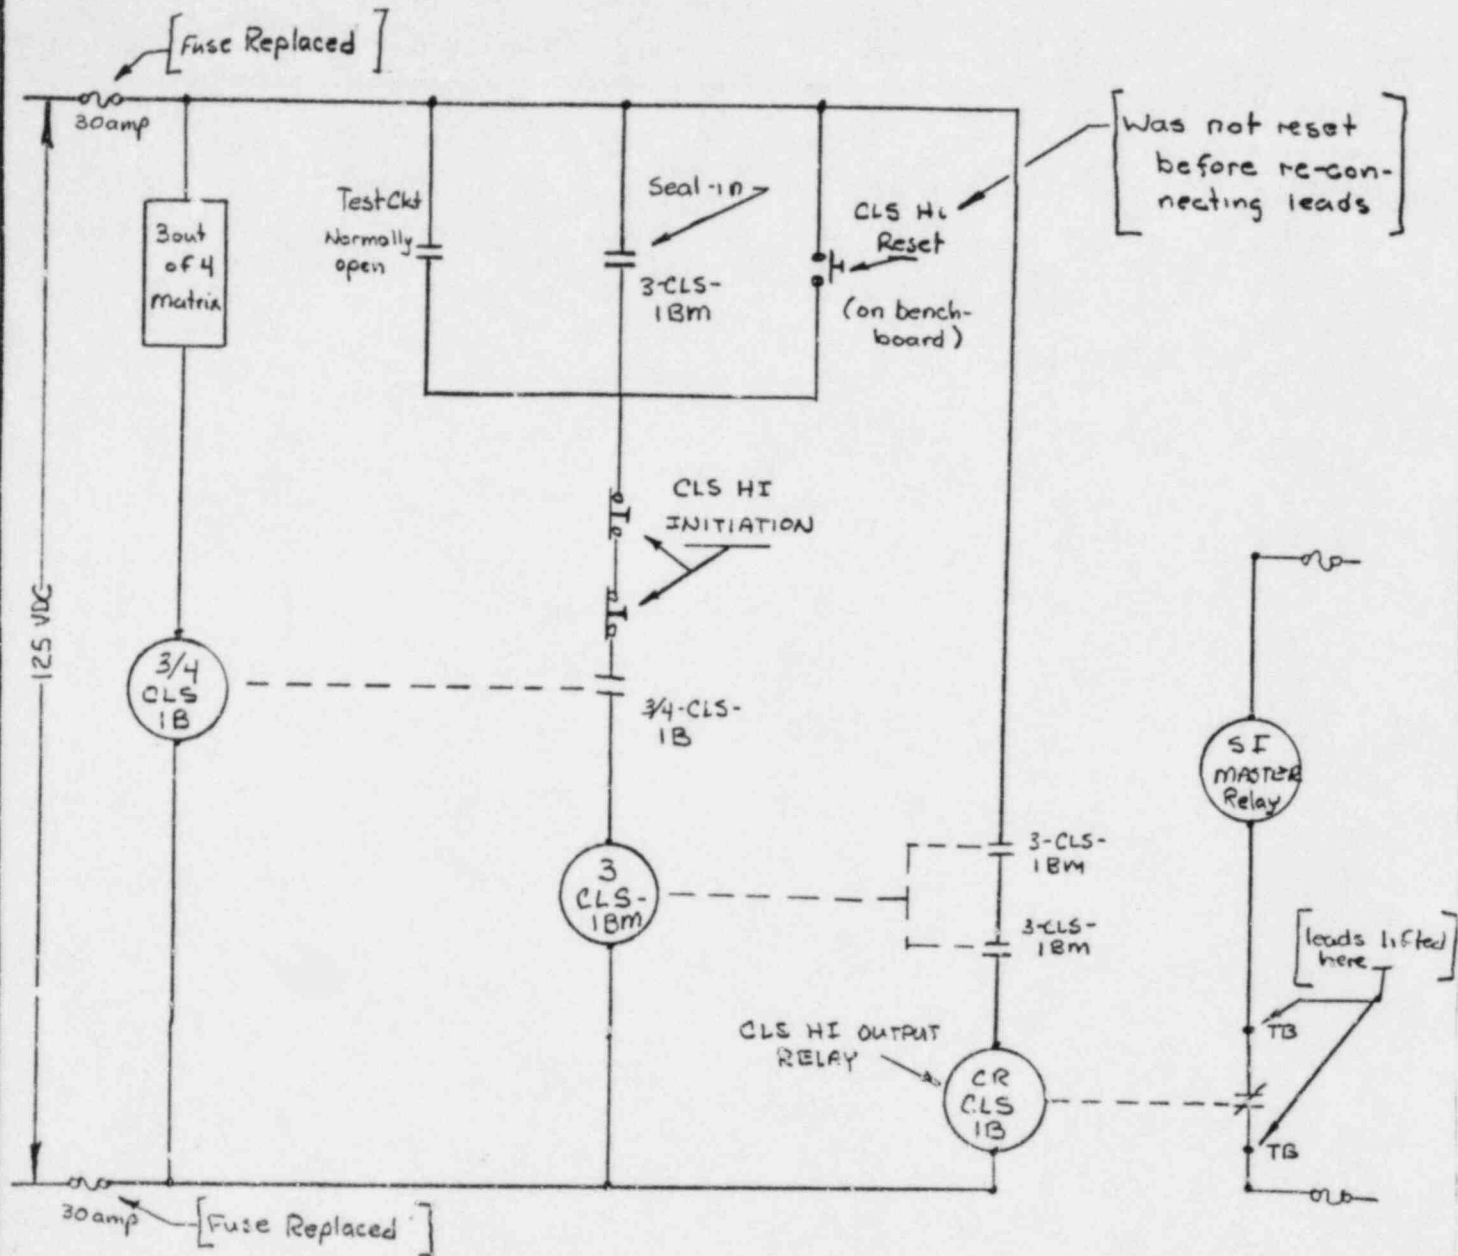 [Fuse Replaced]
30amp
125 VDC
3 out
of 4
matrix
Test Ckt
Normally
open
Seal-in
3-CLS-
1Bm
CLS Hi
Reset
(on bench-
board)
[Was not reset
before re-con-
necting leads]
CLS HI
INITIATION
3/4
CLS
1B
3/4-CLS-
1B
3
CLS-
1Bm
3-CLS-
1Bm
3-CLS-
1Bm
CLS HI OUTPUT
RELAY
CR
CLS
1B
SI
MASTER
Relay
[leads lifted
here]
TB
TB
30amp
[Fuse Replaced]